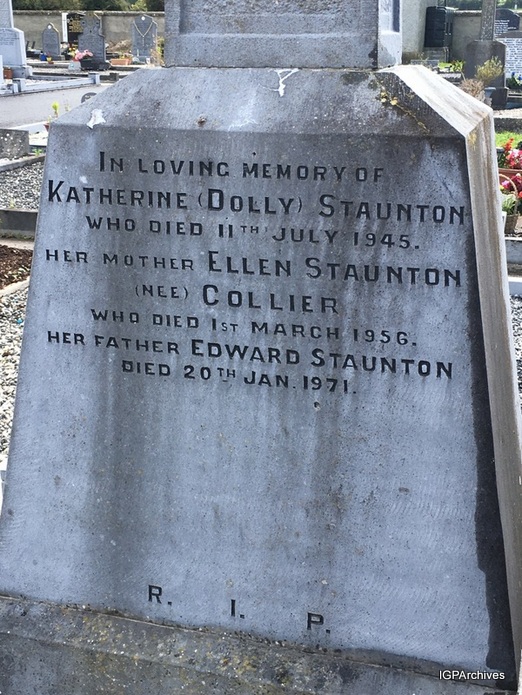 IN LOVING MEMORY OF
KATHERINE (DOLLY) STAUNTON
WHO DIED 11TH JULY 1945.
HER MOTHER ELLEN STAUNTON
(NEE) COLLIER
WHO DIED 1ST MARCH 1956.
HER FATHER EDWARD STAUNTON
DIED 20TH JAN. 1971.
R. I. P.
IGPArchives